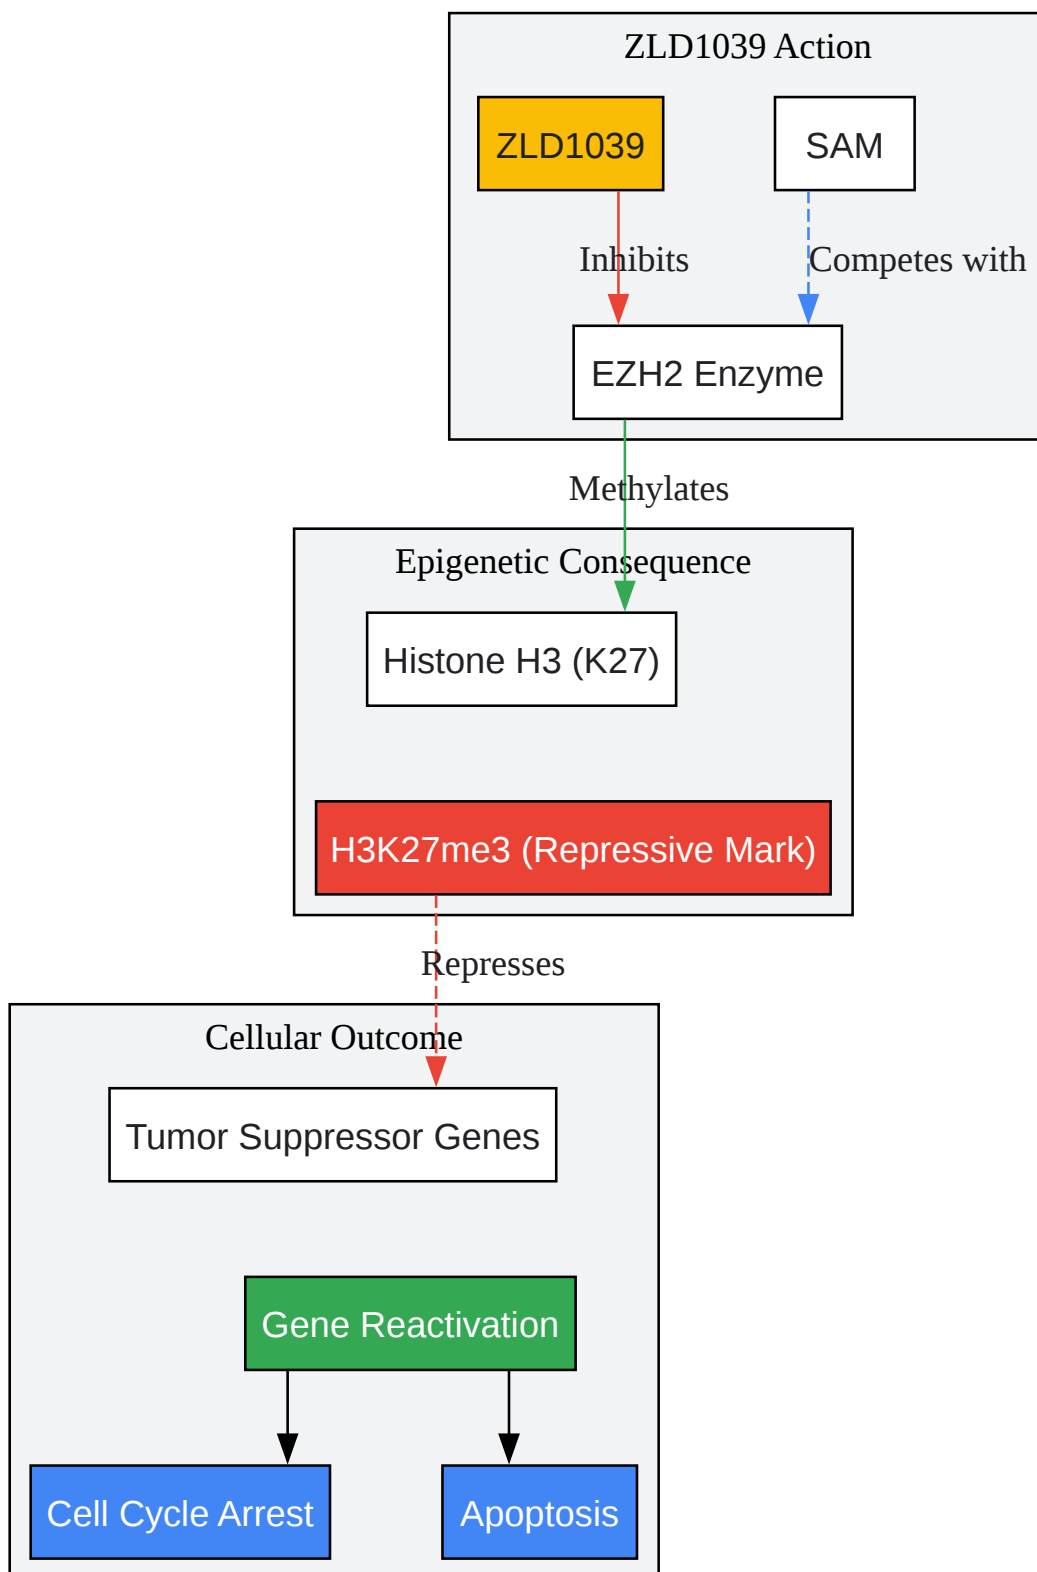 ZLD1039 Action
ZLD1039
SAM
Inhibits
Competes with
EZH2 Enzyme
Methylates
Epigenetic Consequence
Histone H3 (K27)
H3K27me3 (Repressive Mark)
Represses
Cellular Outcome
Tumor Suppressor Genes
Gene Reactivation
Cell Cycle Arrest
Apoptosis